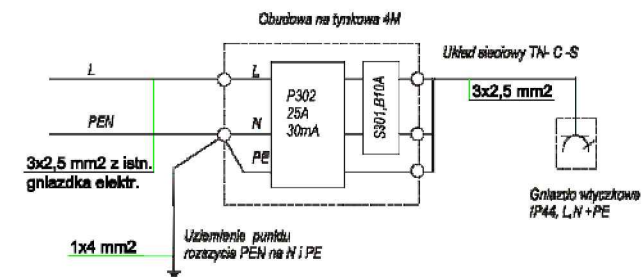 Obudowa na tynkowa 4M
Układ sieciowy TN- C -S
L
L
P302
25A
30mA
S301,B10A
3x2,5 mm2
PEN
N
PE
3x2,5 mm2 z istn.
gniazdka elektr.
Gniazdo wtyczkowe
IP44, L,N +PE
1x4 mm2
Uziemienie punktu
rozszycia PEN na N i PE